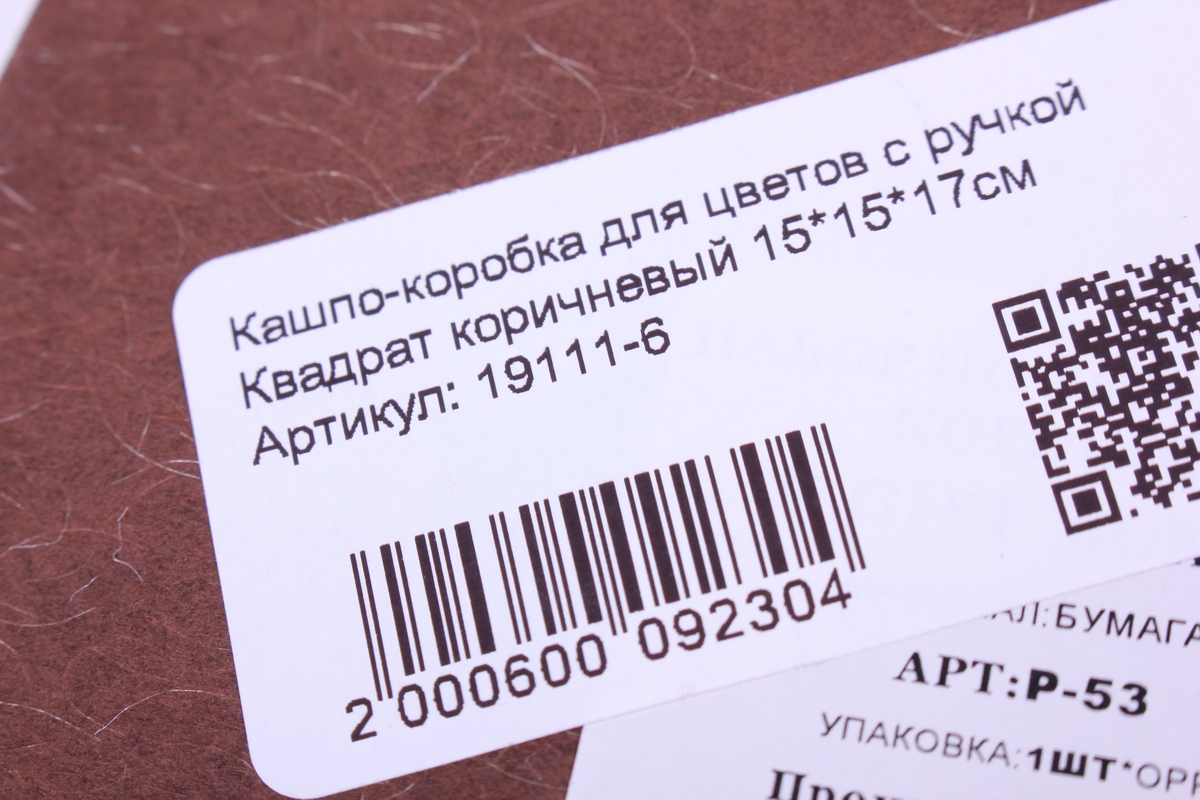 Кашпо-коробка для цветов с ручкой
Квадрат коричневый 15*15*17см
Артикул: 19111-6
2 000600 092304
АЛ:БУМАГА
АРТ:Р-53
УПАКОВКА:1ШТ*ОРР